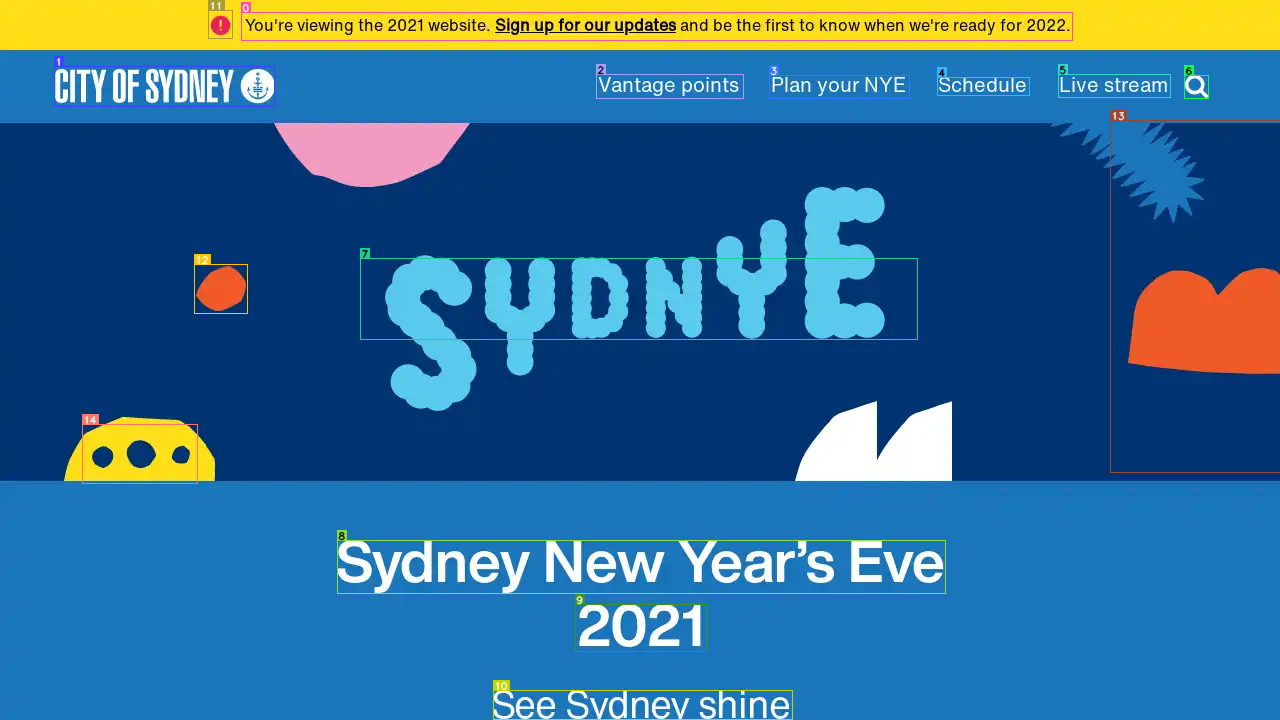 You're viewing the 2021 website. Sign up for our updates and be the first to know when we're ready for 2022.
CITY OF SYDNEY
Vantage points
Plan your NYE
Schedule
Live stream
SYDNYE
Sydney New Year’s Eve
2021
See Sydney shine
11
0
1
2
3
4
5
6
7
12
13
14
8
9
10